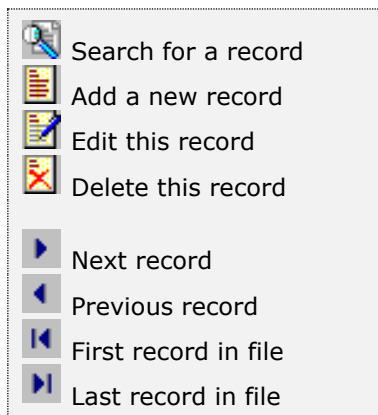 Search for a record
Add a new record
Edit this record
Delete this record
Next record
Previous record
First record in file
Last record in file